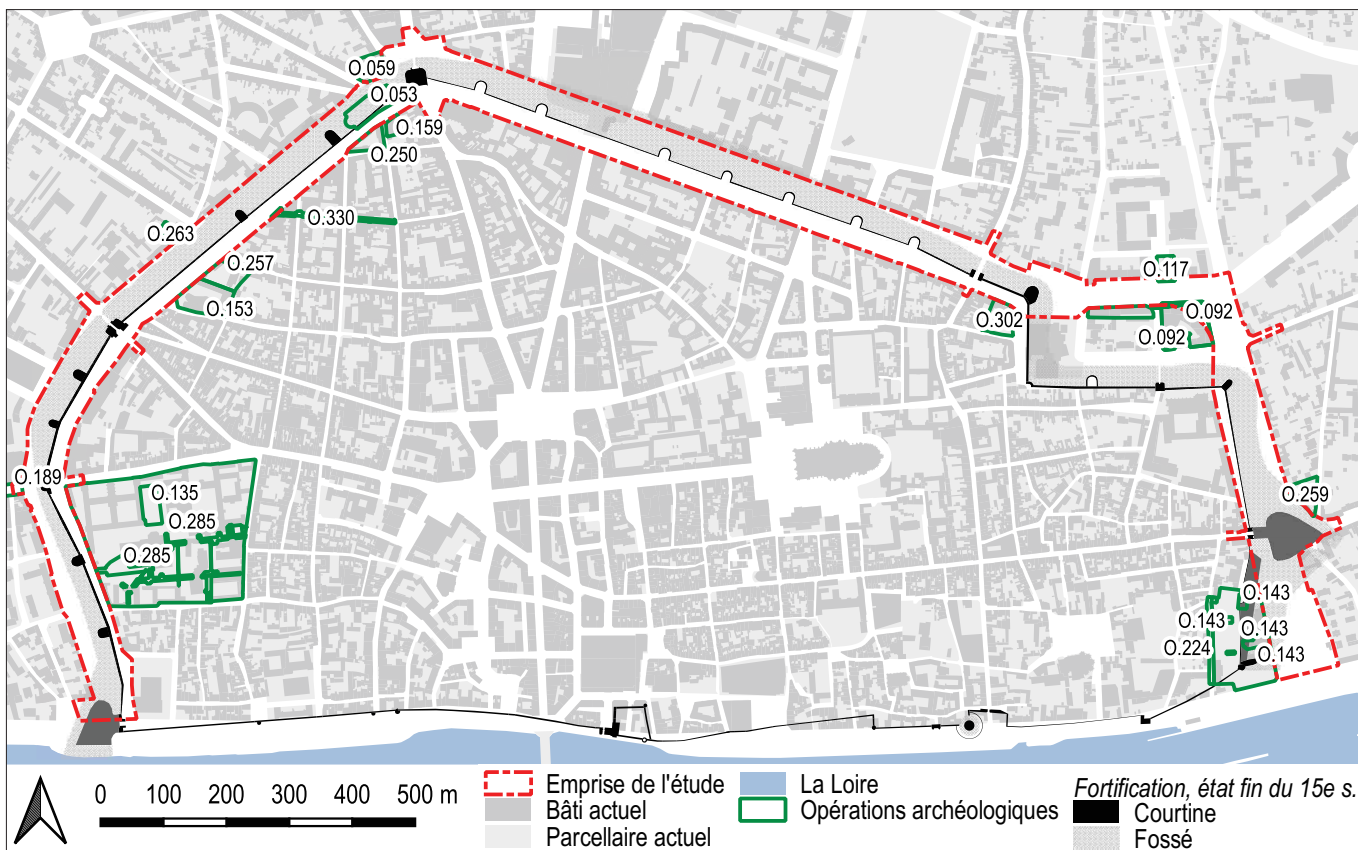 O.059
O.053
O.159
O.250
O.330
O.263
O.257
O.153
O.117
O.092
O.302
O.092
O.189
O.135
O.285
O.285
O.259
O.143
O.143
O.143
O.224
O.143
0 100 200 300 400 500 m
Emprise de l'étude
Bâti actuel
Parcellaire actuel
La Loire
Opérations archéologiques
Fortification, état fin du 15e s.
Courtine
Fossé